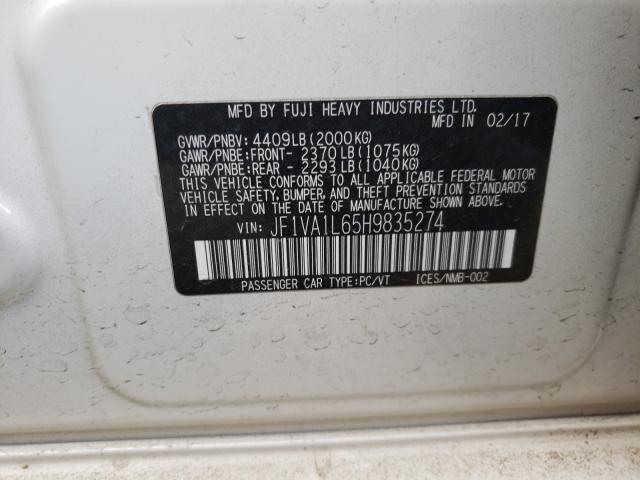 MFD BY FUJI HEAVY INDUSTRIES LTD.
MFD IN 02/17
GVWR/PNBV: 4409LB(2000KG)
GAWR/PNBE:FRONT- 2370LB(1075KG)
GAWR/PNBE:REAR - 2293LB(1040KG)
THIS VEHICLE CONFORMS TO ALL APPLICABLE FEDERAL MOTOR
VEHICLE SAFETY, BUMPER, AND THEFT PREVENTION STANDARDS
IN EFFECT ON THE DATE OF MANUFACTURE SHOWN ABOVE.
VIN: JF1VA1L65H9835274
PASSENGER CAR TYPE:PC/VT ICES/NMB-002